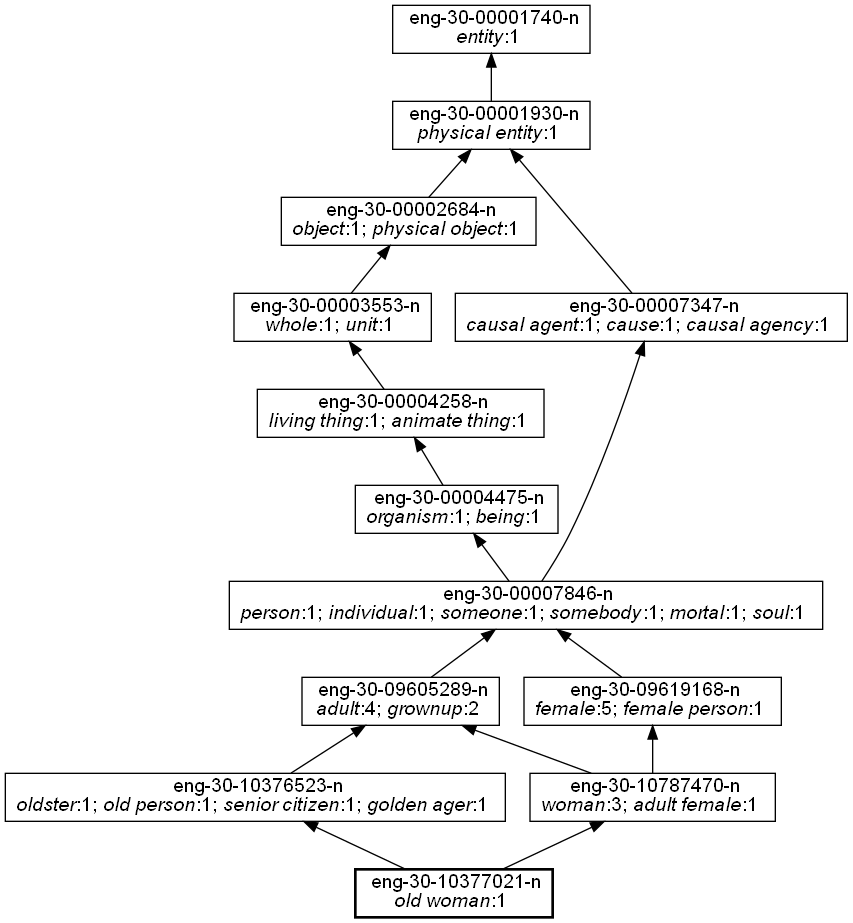 eng-30-00001740-n
entity:1
eng-30-00001930-n
physical entity:1
eng-30-00002684-n
object:1; physical object:1
eng-30-00003553-n
whole:1; unit:1
eng-30-00007347-n
causal agent:1; cause:1; causal agency:1
eng-30-00004258-n
living thing:1; animate thing:1
eng-30-00004475-n
organism:1; being:1
eng-30-00007846-n
person:1; individual:1; someone:1; somebody:1; mortal:1; soul:1
eng-30-09605289-n
adult:4; grownup:2
eng-30-09619168-n
female:5; female person:1
eng-30-10376523-n
oldster:1; old person:1; senior citizen:1; golden ager:1
eng-30-10787470-n
woman:3; adult female:1
eng-30-10377021-n
old woman:1